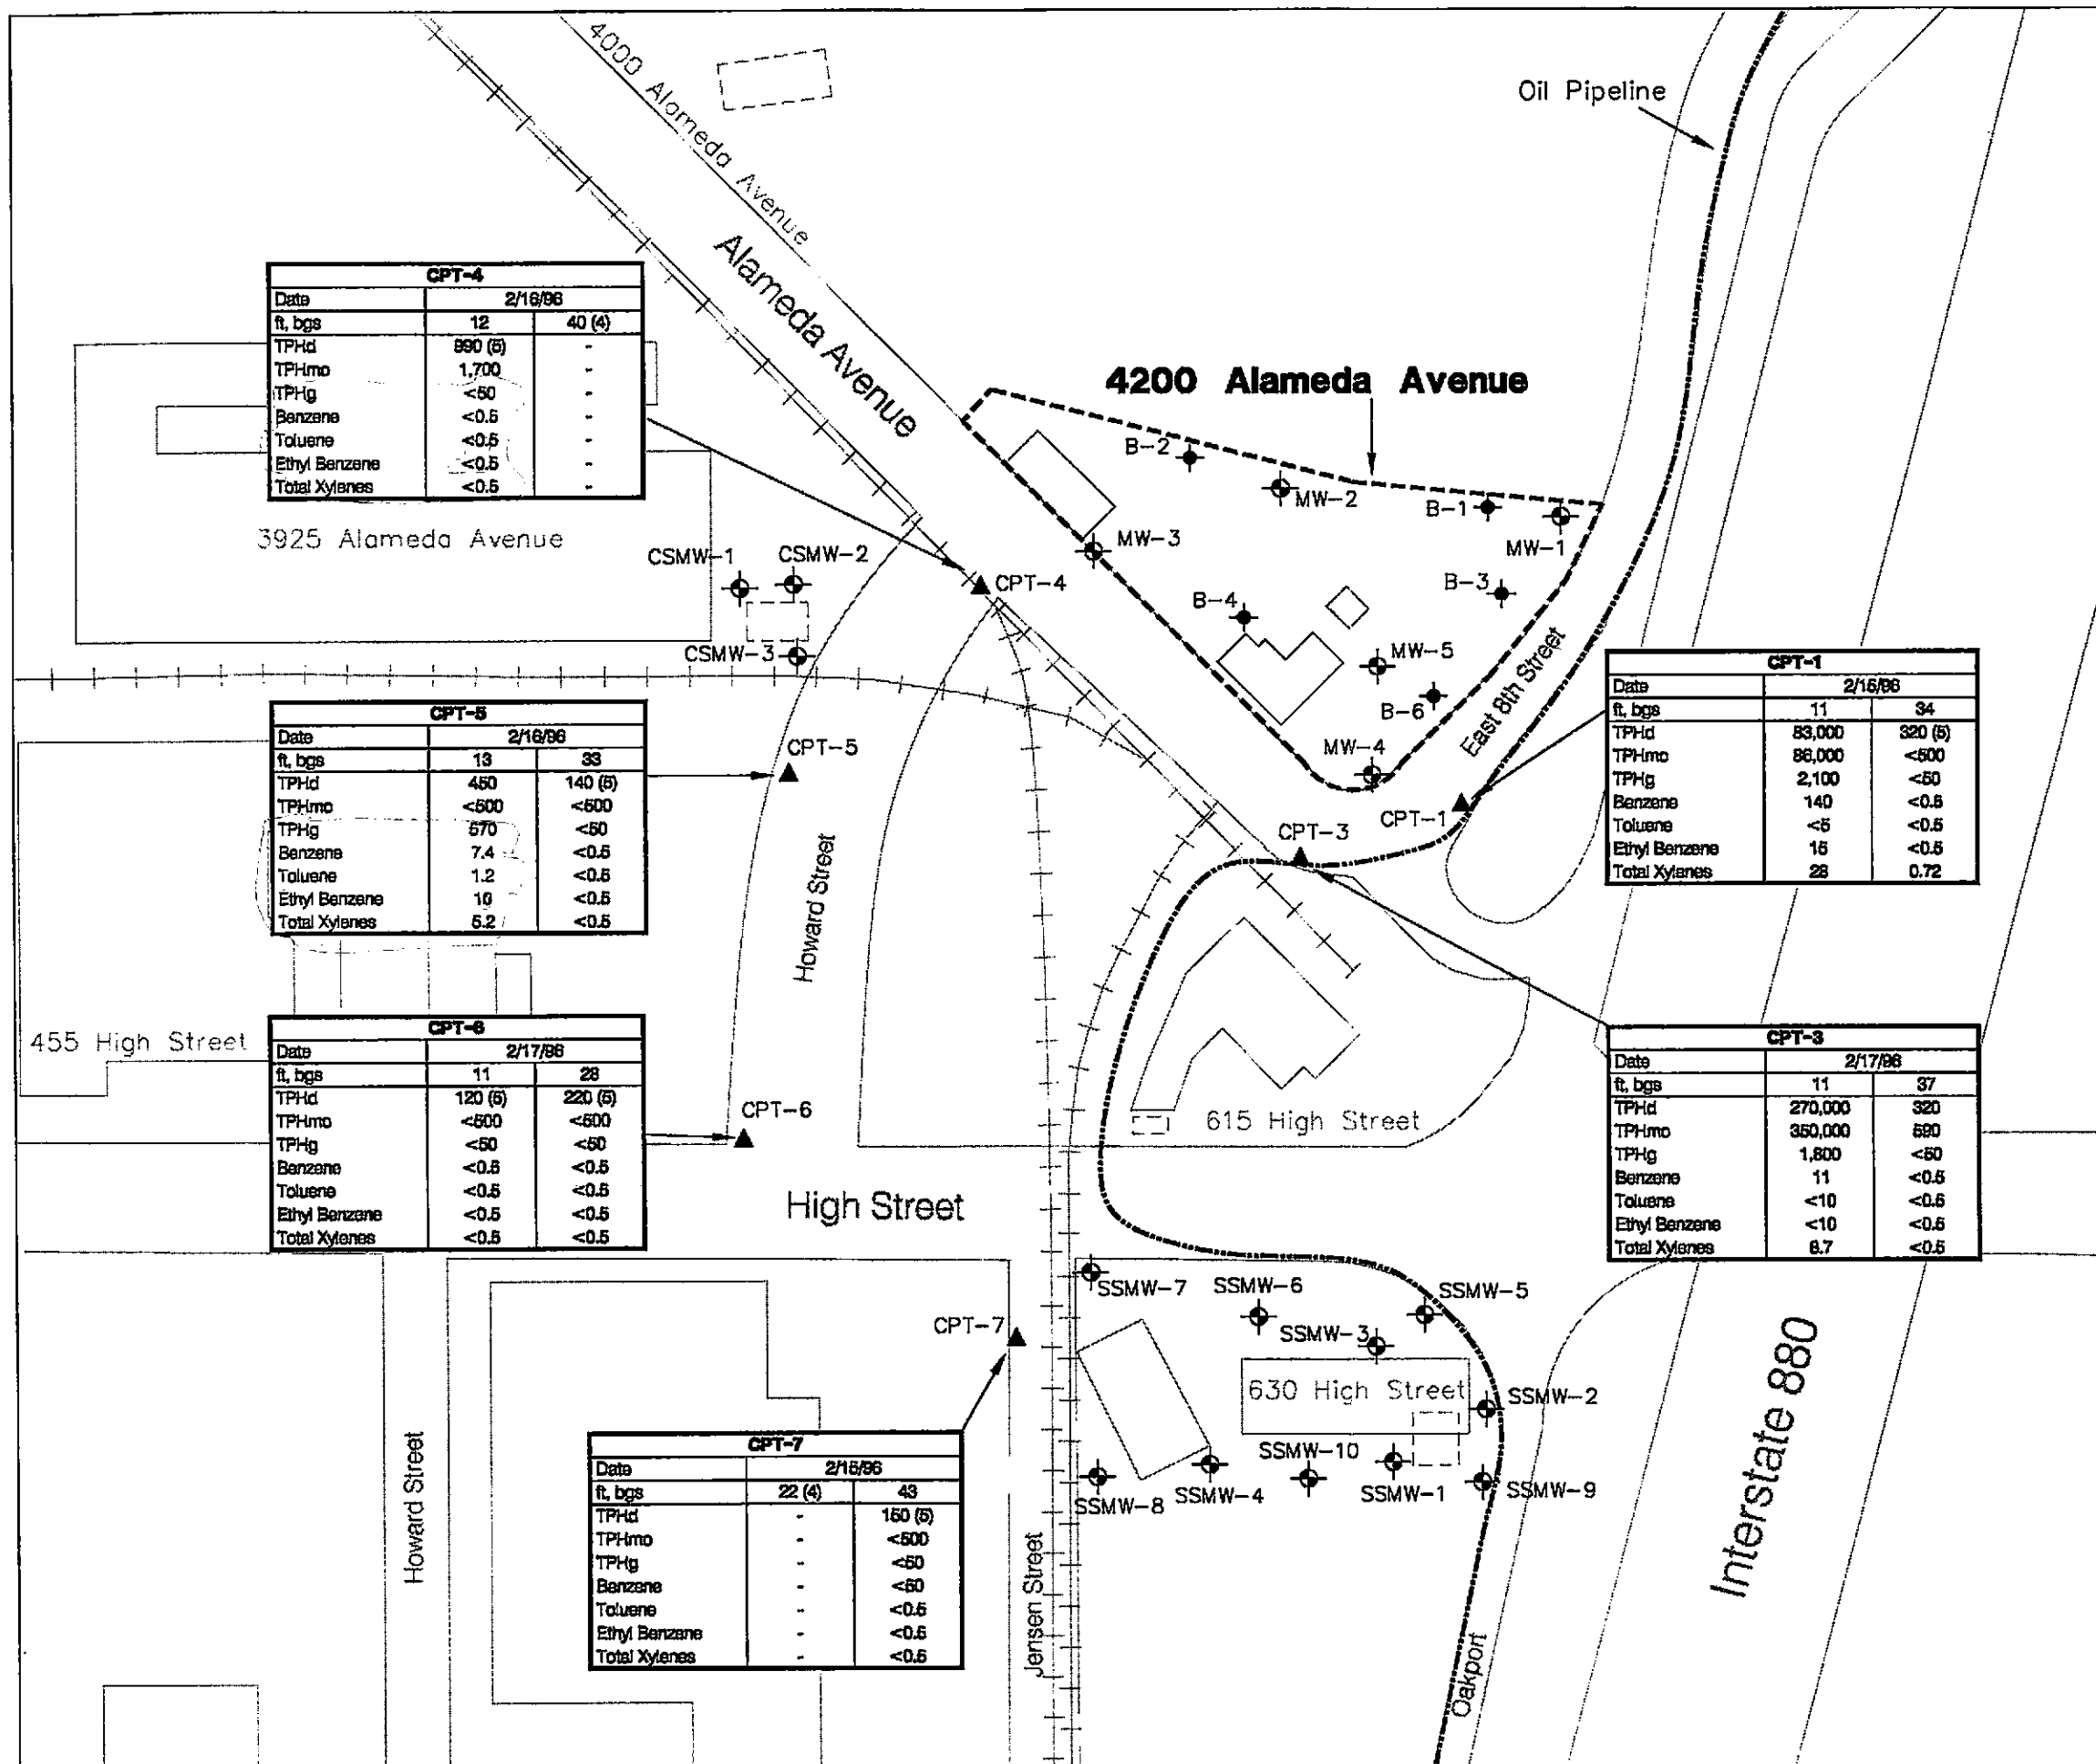 4000 Alameda Avenue
Oil Pipeline
Alameda Avenue
4200 Alameda Avenue
CPT-4
Date 2/16/96
ft, bgs 12 40 (4)
TPHd 890 (5) -
TPHmo 1,700 -
TPHg <50 -
Benzene <0.5 -
Toluene <0.5 -
Ethyl Benzene <0.5 -
Total Xylenes <0.5 -
3925 Alameda Avenue
B-2
MW-2
B-1
MW-1
MW-3
CSMW-1
CSMW-2
CPT-4
B-3
B-4
CSMW-3
MW-5
B-6
East 8th Street
MW-4
CPT-1
Date 2/15/96
ft, bgs 11 34
TPHd 83,000 320 (5)
TPHmo 86,000 <500
TPHg 2,100 <50
Benzene 140 <0.5
Toluene <5 <0.5
Ethyl Benzene 15 <0.5
Total Xylenes 28 0.72
CPT-5
Date 2/16/96
ft, bgs 13 33
TPHd 450 140 (5)
TPHmo <500 <500
TPHg 570 <50
Benzene 7.4 <0.5
Toluene 1.2 <0.5
Ethyl Benzene 10 <0.5
Total Xylenes 5.2 <0.5
CPT-5
CPT-1
CPT-3
Howard Street
455 High Street
CPT-6
Date 2/17/96
ft, bgs 11 28
TPHd 120 (5) 220 (5)
TPHmo <500 <500
TPHg <50 <50
Benzene <0.5 <0.5
Toluene <0.5 <0.5
Ethyl Benzene <0.5 <0.5
Total Xylenes <0.5 <0.5
CPT-6
615 High Street
CPT-3
Date 2/17/96
ft, bgs 11 37
TPHd 270,000 320
TPHmo 350,000 590
TPHg 1,800 <50
Benzene 11 <0.5
Toluene <10 <0.5
Ethyl Benzene <10 <0.5
Total Xylenes 8.7 <0.5
High Street
SSMW-7
SSMW-6
SSMW-5
CPT-7
SSMW-3
630 High Street
SSMW-2
Howard Street
CPT-7
Date 2/15/96
ft, bgs 22 (4) 43
TPHd - 150 (5)
TPHmo - <500
TPHg - <50
Benzene - <50
Toluene - <0.5
Ethyl Benzene - <0.5
Total Xylenes - <0.5
SSMW-10
SSMW-8
SSMW-4
SSMW-1
SSMW-9
Jensen Street
Oakport
Interstate 880